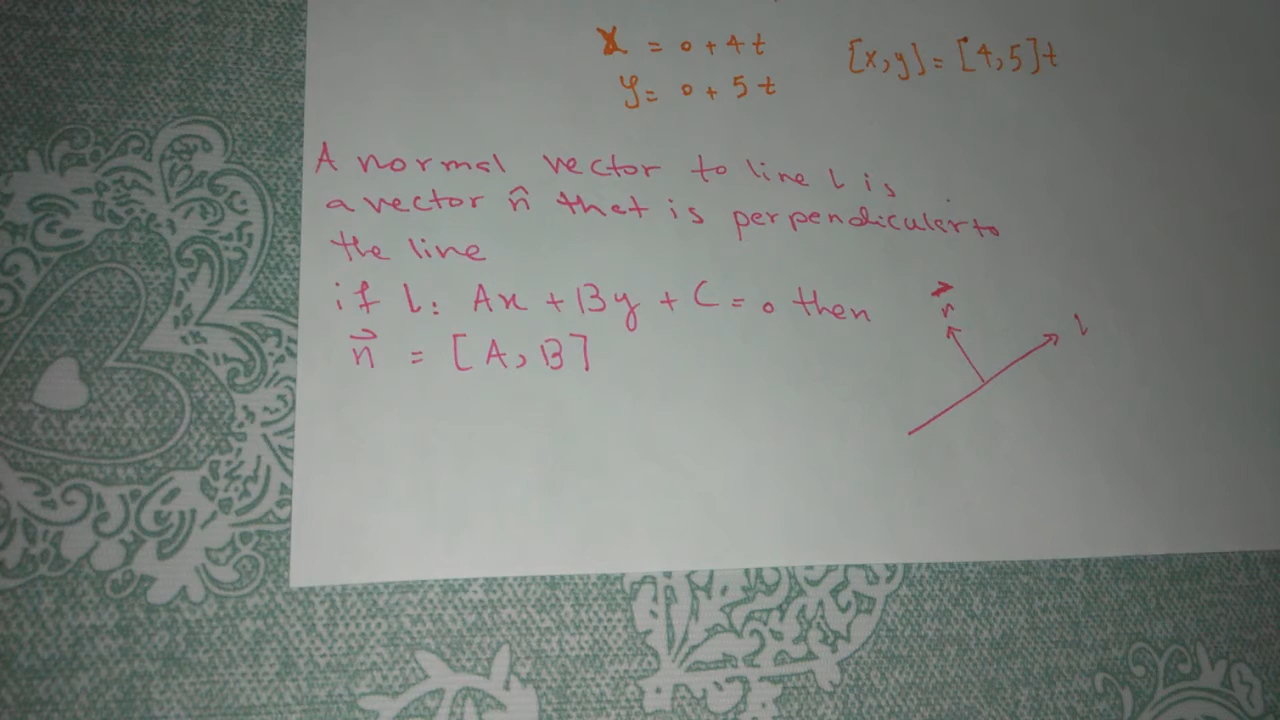 x = 0 + 4t
[x,y] = [4,5]t
y = 0 + 5t
A normal vector to line l is
a vector n̂ that is perpendiculer to
the line
if l: Ax + By + C = 0 then
n⃗ = [A, B]
n⃗
l